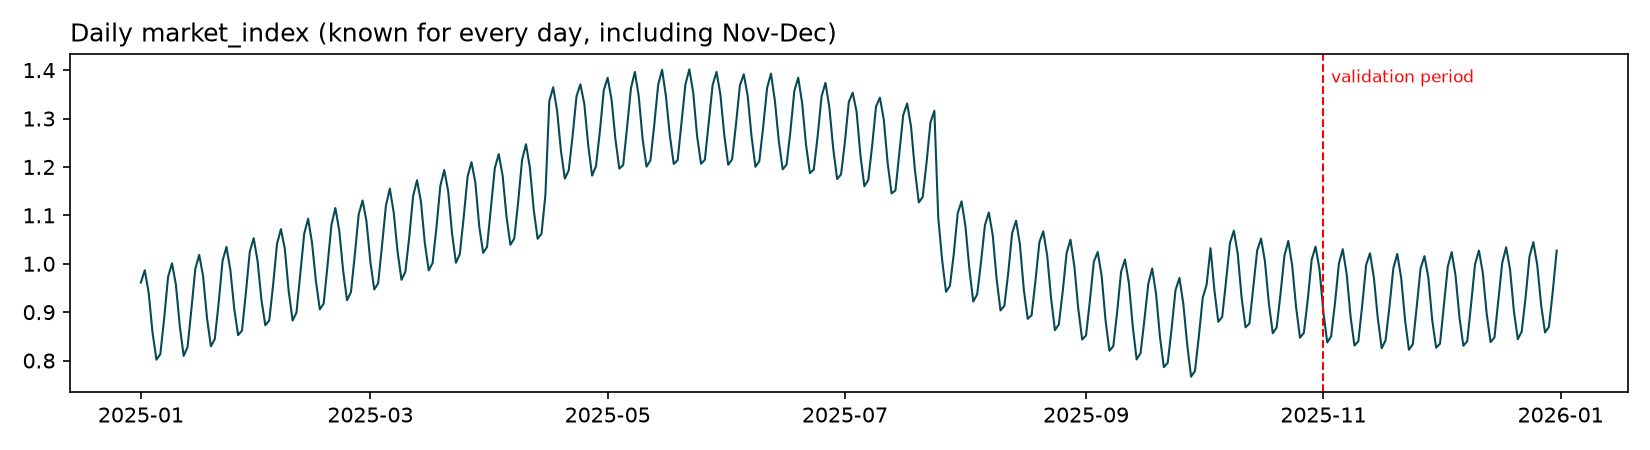 Daily market_index (known for every day, including Nov-Dec)
1.4
validation period
1.3
1.2
1.1
1.0
0.9
0.8
2025-01 2025-03 2025-05 2025-07 2025-09 2025-11 2026-01